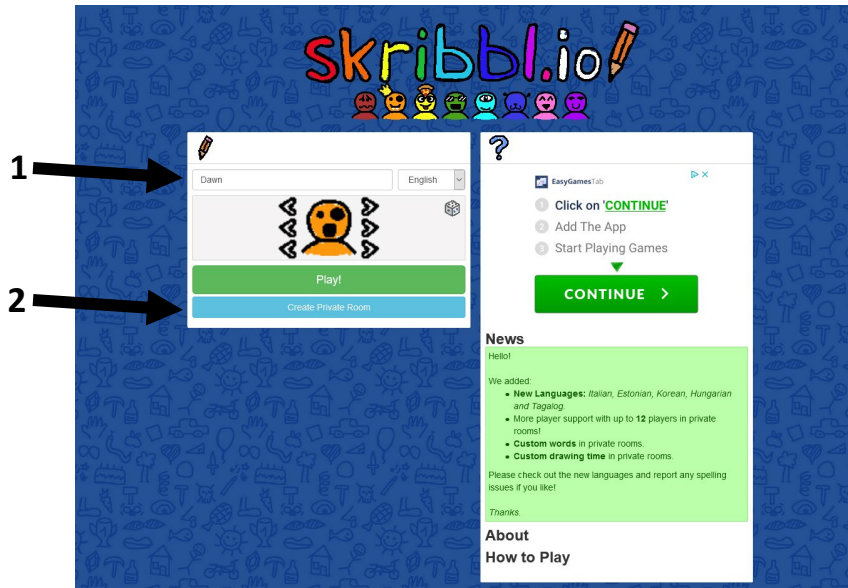 skribbl.io
1
Dawn
English
Play!
2
Create Private Room
?
EasyGamesTab
1 Click on 'CONTINUE'
2 Add The App
3 Start Playing Games
CONTINUE >
News
Hello!
We added:
New Languages: Italian, Estonian, Korean, Hungarian
and Tagalog.
More player support with up to 12 players in private
rooms!
Custom words in private rooms.
Custom drawing time in private rooms.
Please check out the new languages and report any spelling
issues if you like!
Thanks.
About
How to Play